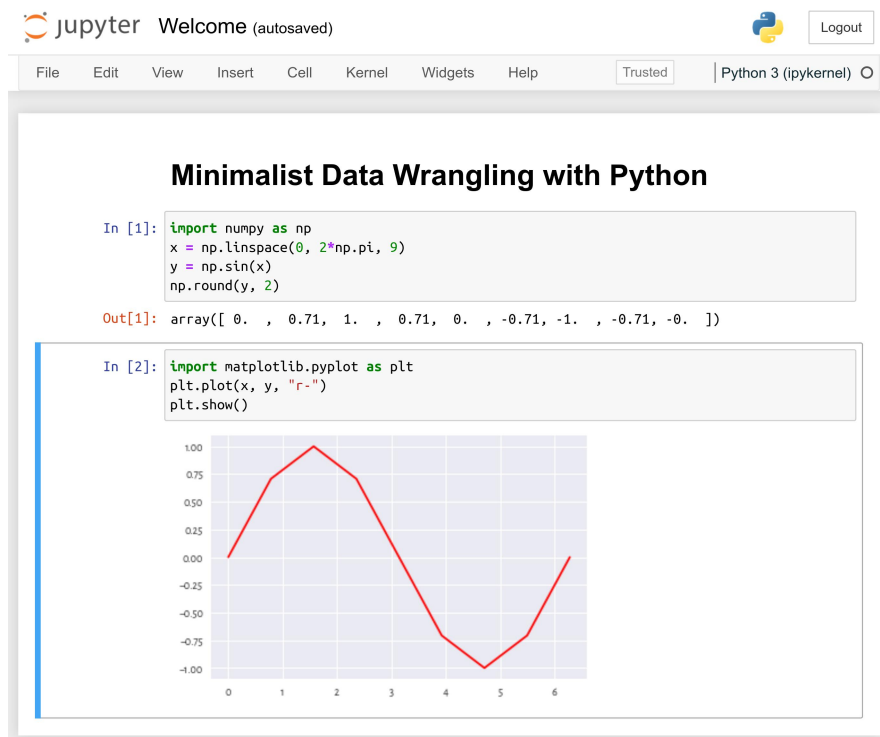 jupyter Welcome (autosaved) Logout
File Edit View Insert Cell Kernel Widgets Help Trusted Python 3 (ipykernel)
Minimalist Data Wrangling with Python
In [1]: import numpy as np
x = np.linspace(0, 2*np.pi, 9)
y = np.sin(x)
np.round(y, 2)
Out[1]: array([ 0.  ,  0.71,  1.  ,  0.71,  0.  , -0.71, -1.  , -0.71, -0.  ])
In [2]: import matplotlib.pyplot as plt
plt.plot(x, y, "r-")
plt.show()
1.00
0.75
0.50
0.25
0.00
−0.25
−0.50
−0.75
−1.00
0 1 2 3 4 5 6